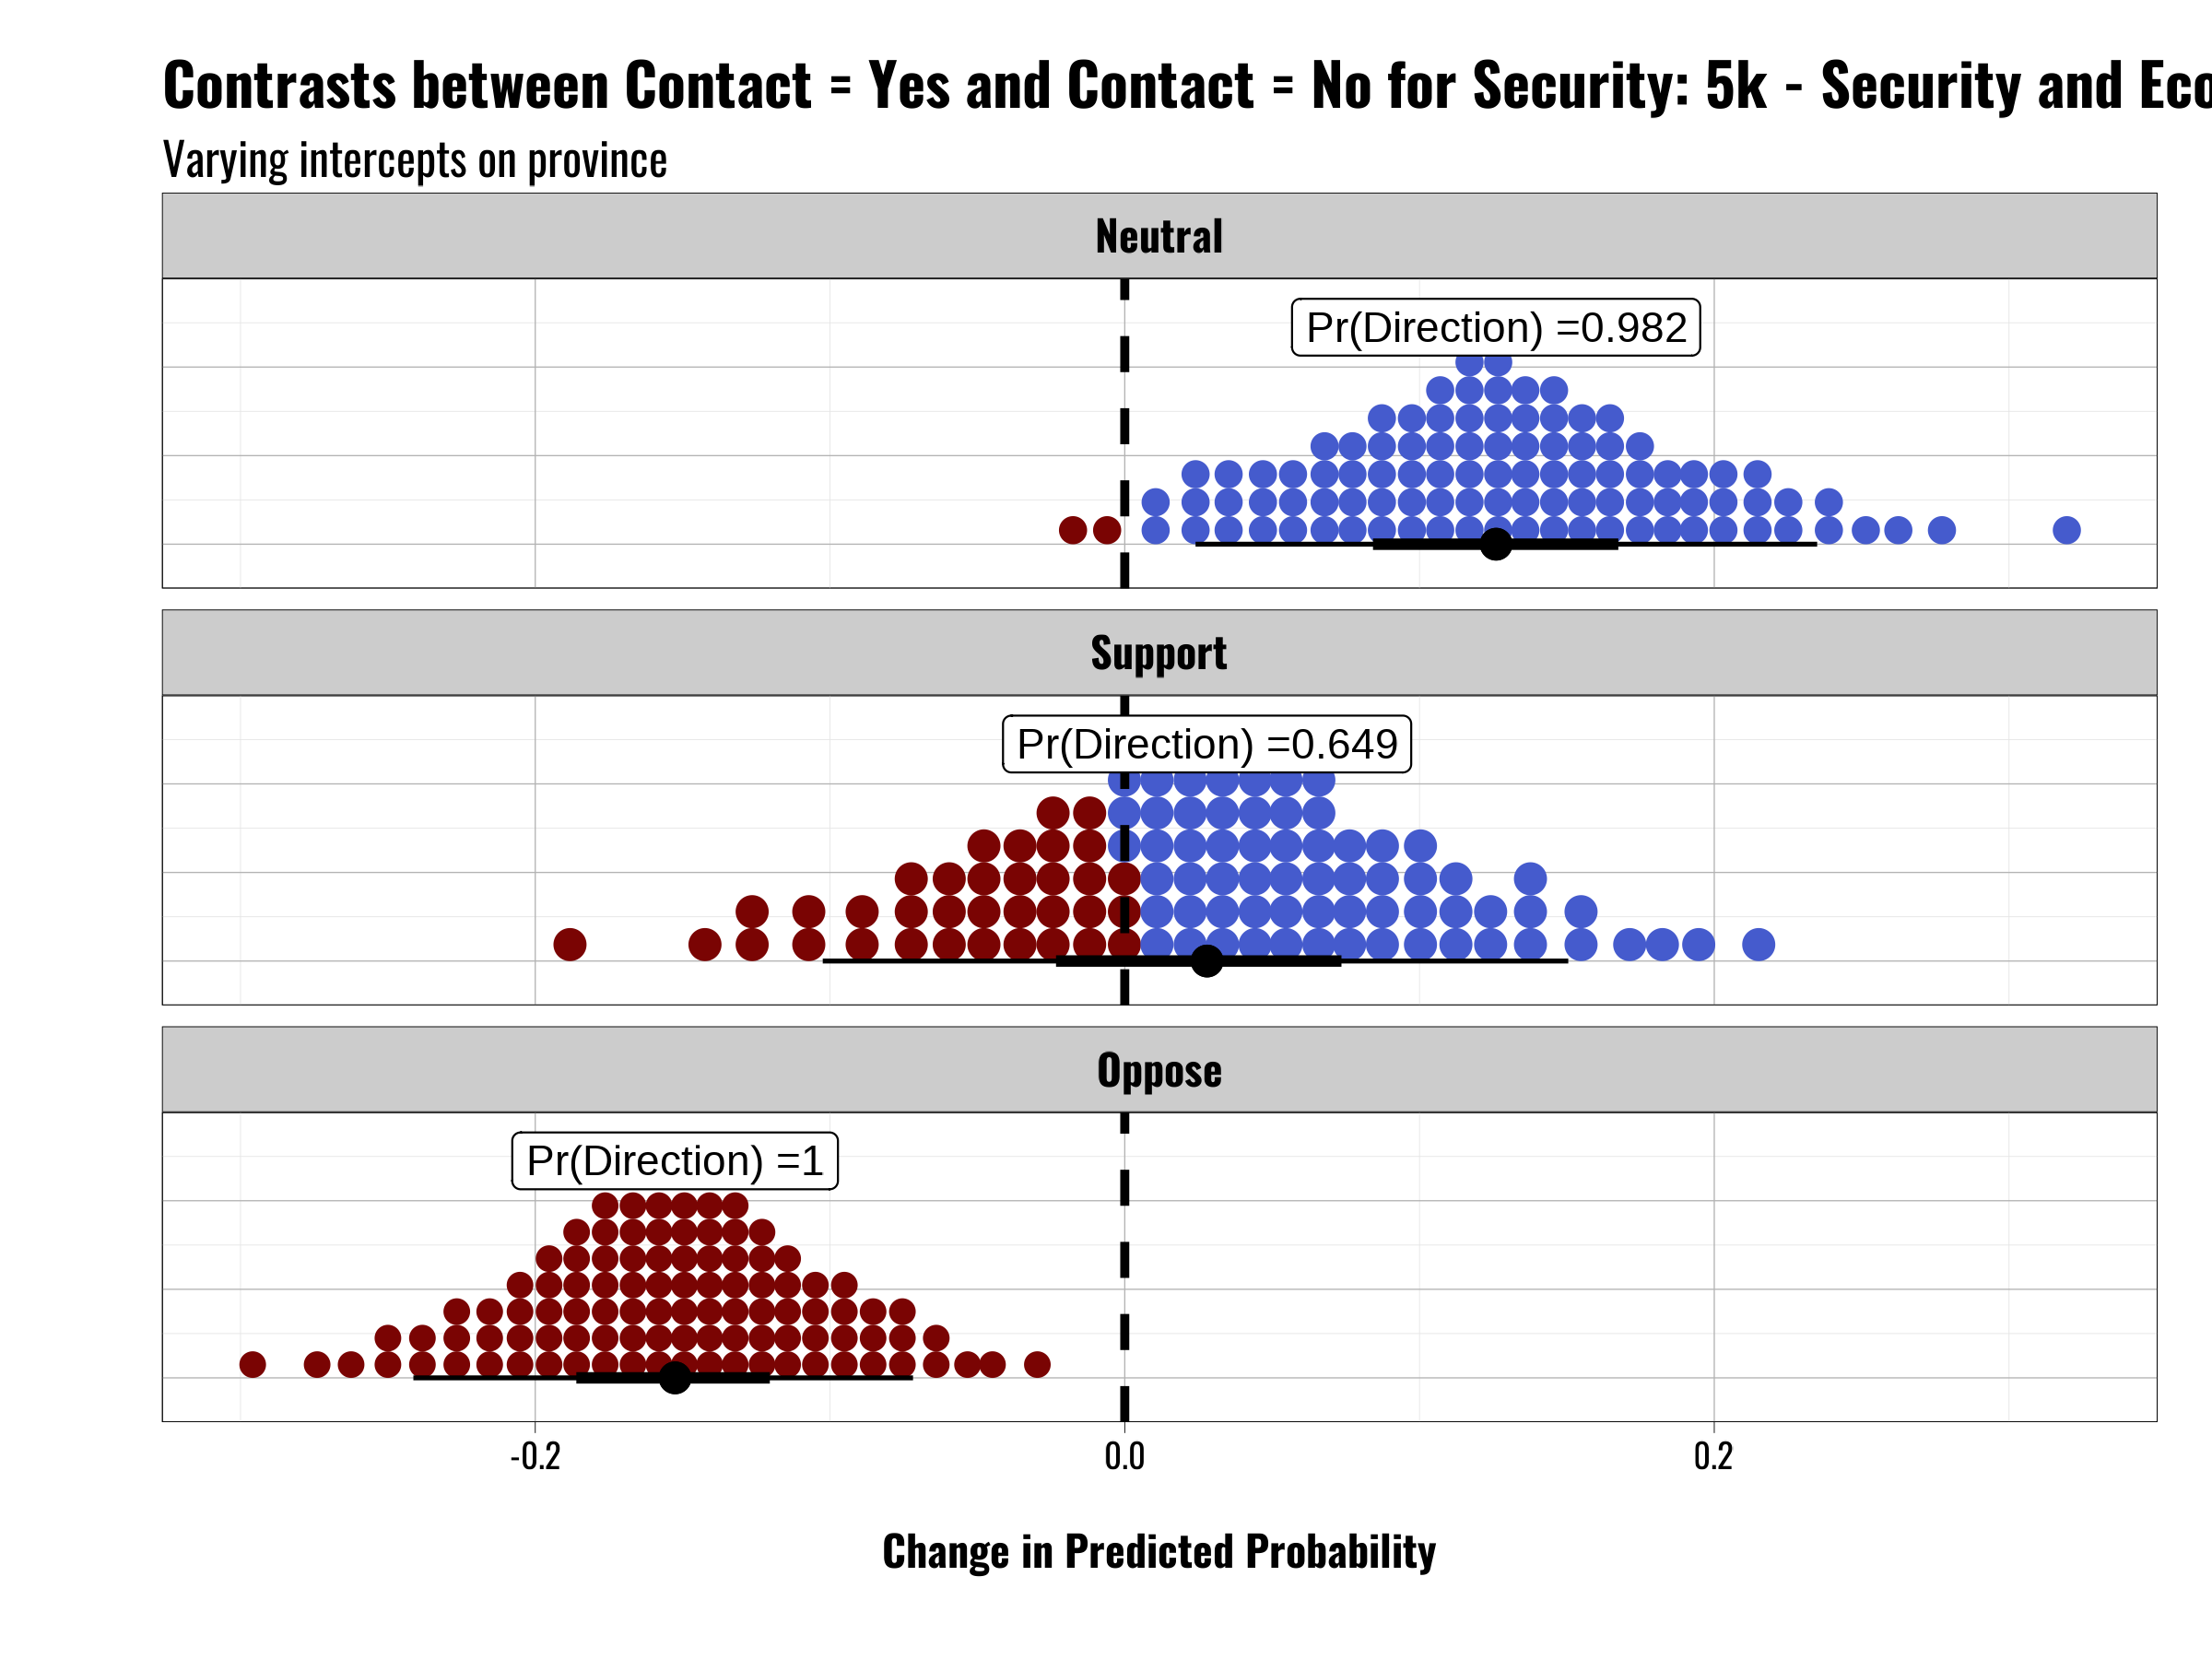 Contrasts between Contact = Yes and Contact = No for Security: 5k - Security and Eco
Varying intercepts on province
Neutral
Pr(Direction) =0.982
Support
Pr(Direction) =0.649
Oppose
Pr(Direction) =1
-0.2 0.0 0.2
Change in Predicted Probability